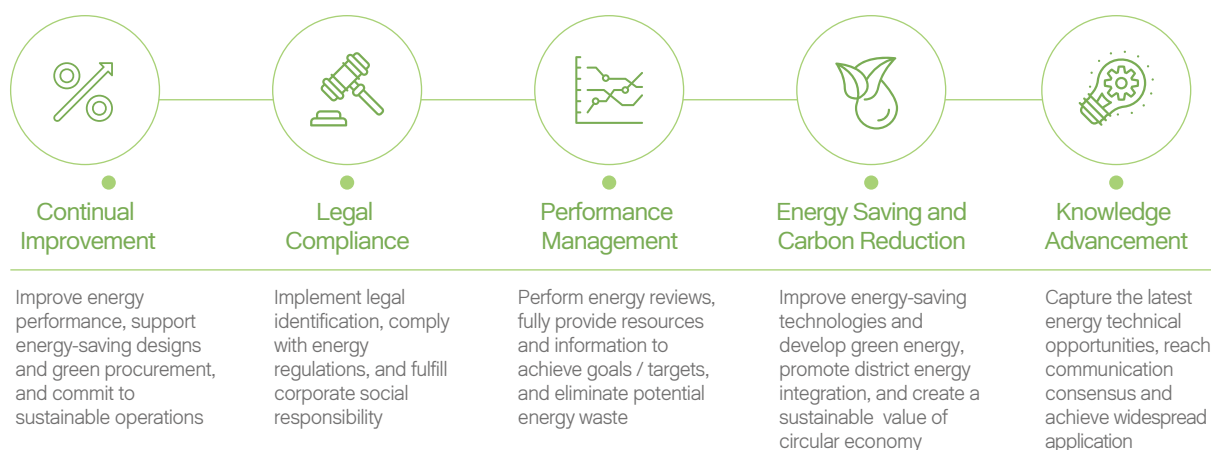 Continual
Improvement
Improve energy
performance, support
energy-saving designs
and green procurement,
and commit to
sustainable operations
Legal
Compliance
Implement legal
identification, comply
with energy
regulations, and fulfill
corporate social
responsibility
Performance
Management
Perform energy reviews,
fully provide resources
and information to
achieve goals / targets,
and eliminate potential
energy waste
Energy Saving and
Carbon Reduction
Improve energy-saving
technologies and
develop green energy,
promote district energy
integration, and create a
sustainable value of
circular economy
Knowledge
Advancement
Capture the latest
energy technical
opportunities, reach
communication
consensus and
achieve widespread
application